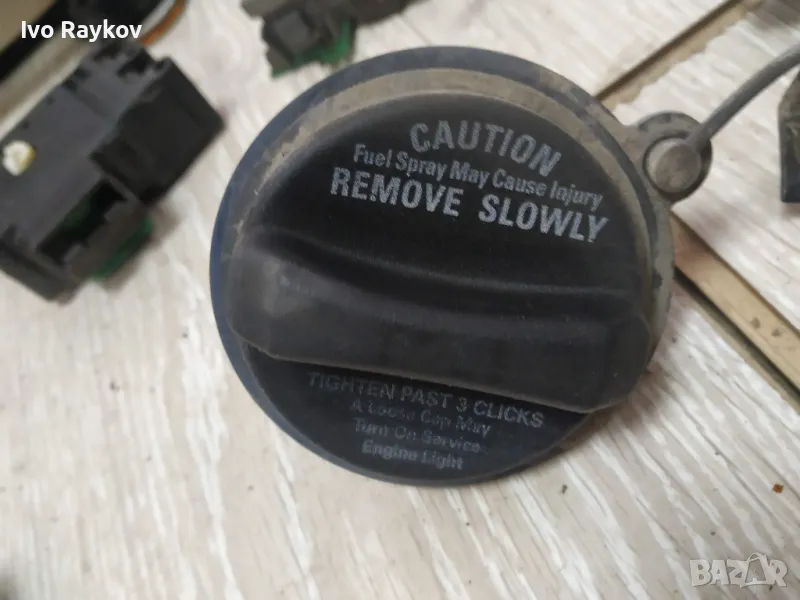 Ivo Raykov
CAUTION
Fuel Spray May Cause Injury
REMOVE SLOWLY
TIGHTEN PAST 3 CLICKS
A Loose Cap May
Turn On Service
Engine Light
BAZAR